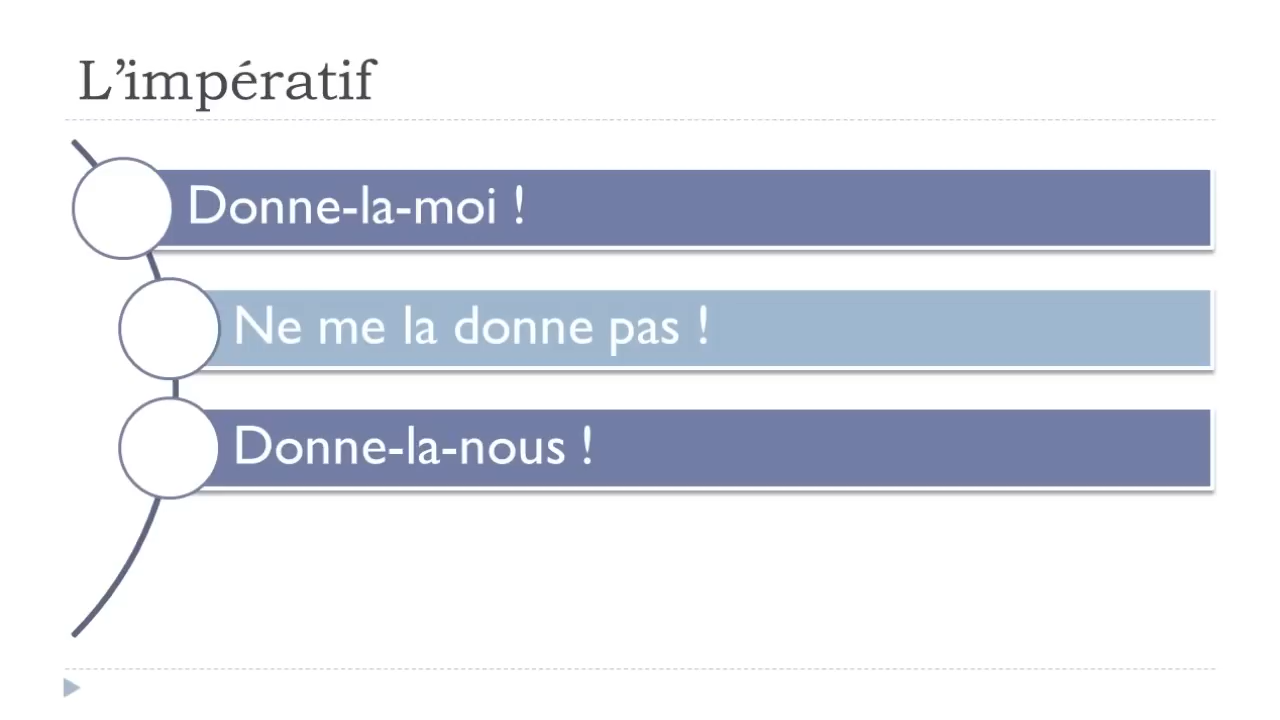 L’impératif
Donne-la-moi !
Ne me la donne pas !
Donne-la-nous !